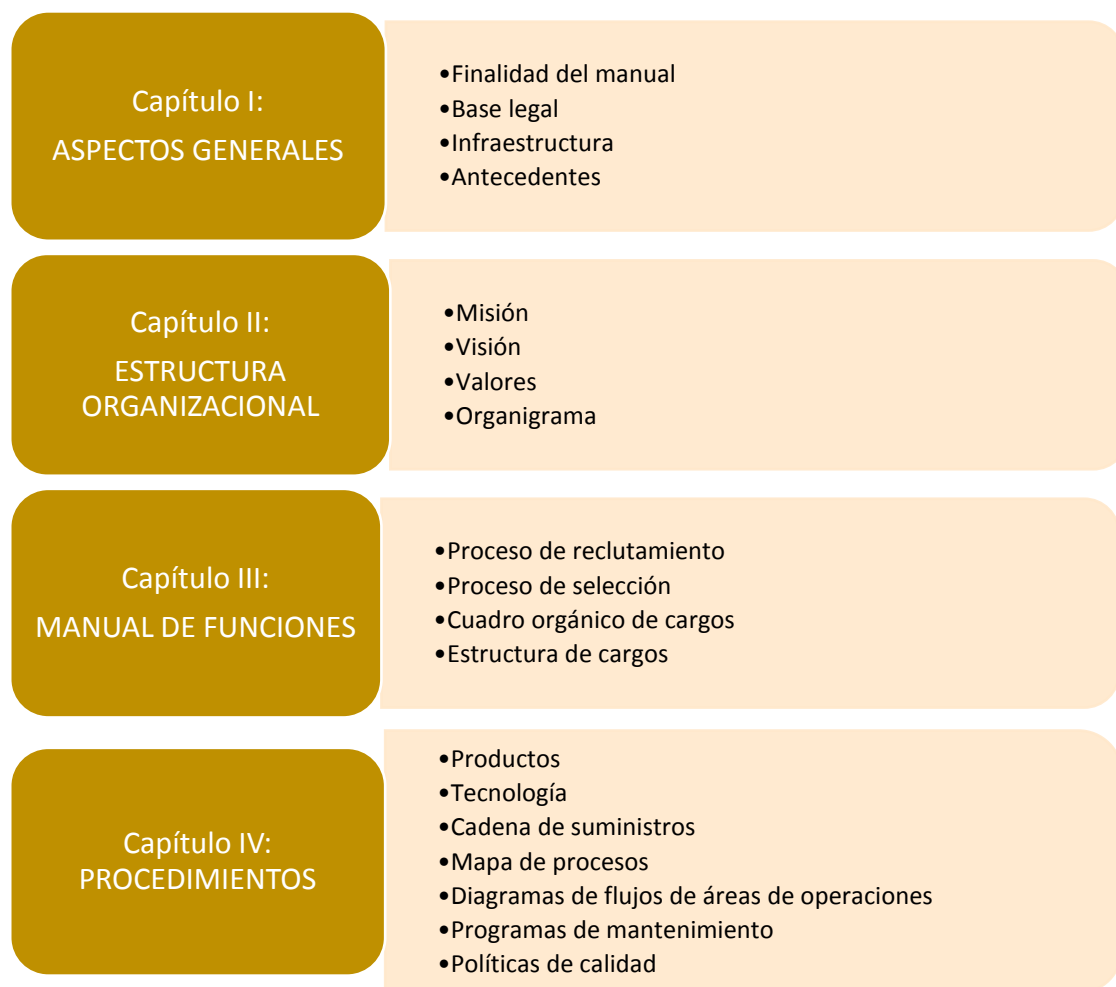 Capítulo I:
ASPECTOS GENERALES
•Finalidad del manual
•Base legal
•Infraestructura
•Antecedentes
Capítulo II:
ESTRUCTURA
ORGANIZACIONAL
•Misión
•Visión
•Valores
•Organigrama
Capítulo III:
MANUAL DE FUNCIONES
•Proceso de reclutamiento
•Proceso de selección
•Cuadro orgánico de cargos
•Estructura de cargos
Capítulo IV:
PROCEDIMIENTOS
•Productos
•Tecnología
•Cadena de suministros
•Mapa de procesos
•Diagramas de flujos de áreas de operaciones
•Programas de mantenimiento
•Políticas de calidad